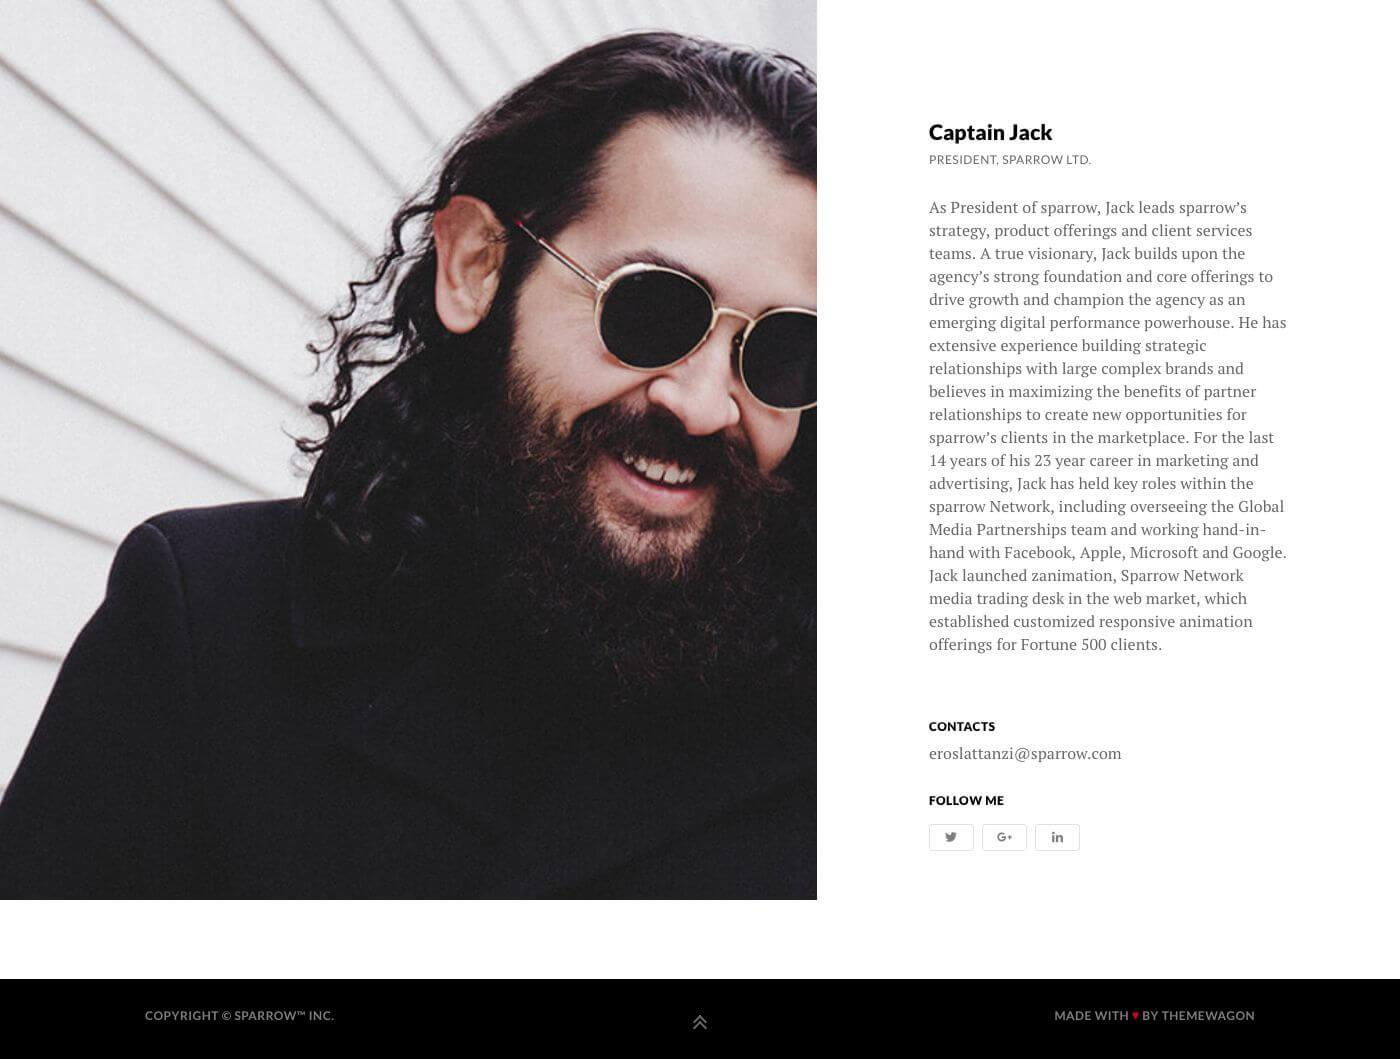 Captain Jack
PRESIDENT, SPARROW LTD.
As President of sparrow, Jack leads sparrow’s
strategy, product offerings and client services
teams. A true visionary, Jack builds upon the
agency’s strong foundation and core offerings to
drive growth and champion the agency as an
emerging digital performance powerhouse. He has
extensive experience building strategic
relationships with large complex brands and
believes in maximizing the benefits of partner
relationships to create new opportunities for
sparrow’s clients in the marketplace. For the last
14 years of his 23 year career in marketing and
advertising, Jack has held key roles within the
sparrow Network, including overseeing the Global
Media Partnerships team and working hand-in-
hand with Facebook, Apple, Microsoft and Google.
Jack launched zanimation, Sparrow Network
media trading desk in the web market, which
established customized responsive animation
offerings for Fortune 500 clients.
CONTACTS
eroslattanzi@sparrow.com
FOLLOW ME
G+ in
COPYRIGHT © SPARROW™ INC.
MADE WITH ♥ BY THEMEWAGON